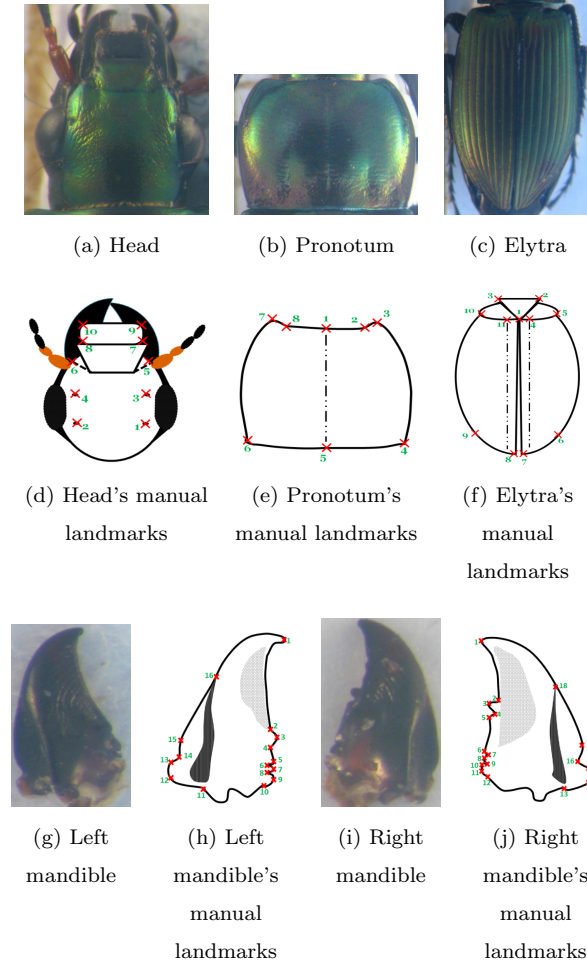 (a) Head
(b) Pronotum
(c) Elytra
10 9
8 7
6 5
4 3
2 1
7 8 1 2 3
6 5 4
3 2
10 1 5
11 4
9 6
8 7
(d) Head's manual
landmarks
(e) Pronotum's
manual landmarks
(f) Elytra's
manual
landmarks
1
16
2
3
15 4
14
13 5
6 7
8
12 9
11 10
1
18
2
3
4
5
6 7
8 16
10 9
11
12
13
(g) Left
mandible
(h) Left
mandible's
manual
landmarks
(i) Right
mandible
(j) Right
mandible's
manual
landmarks